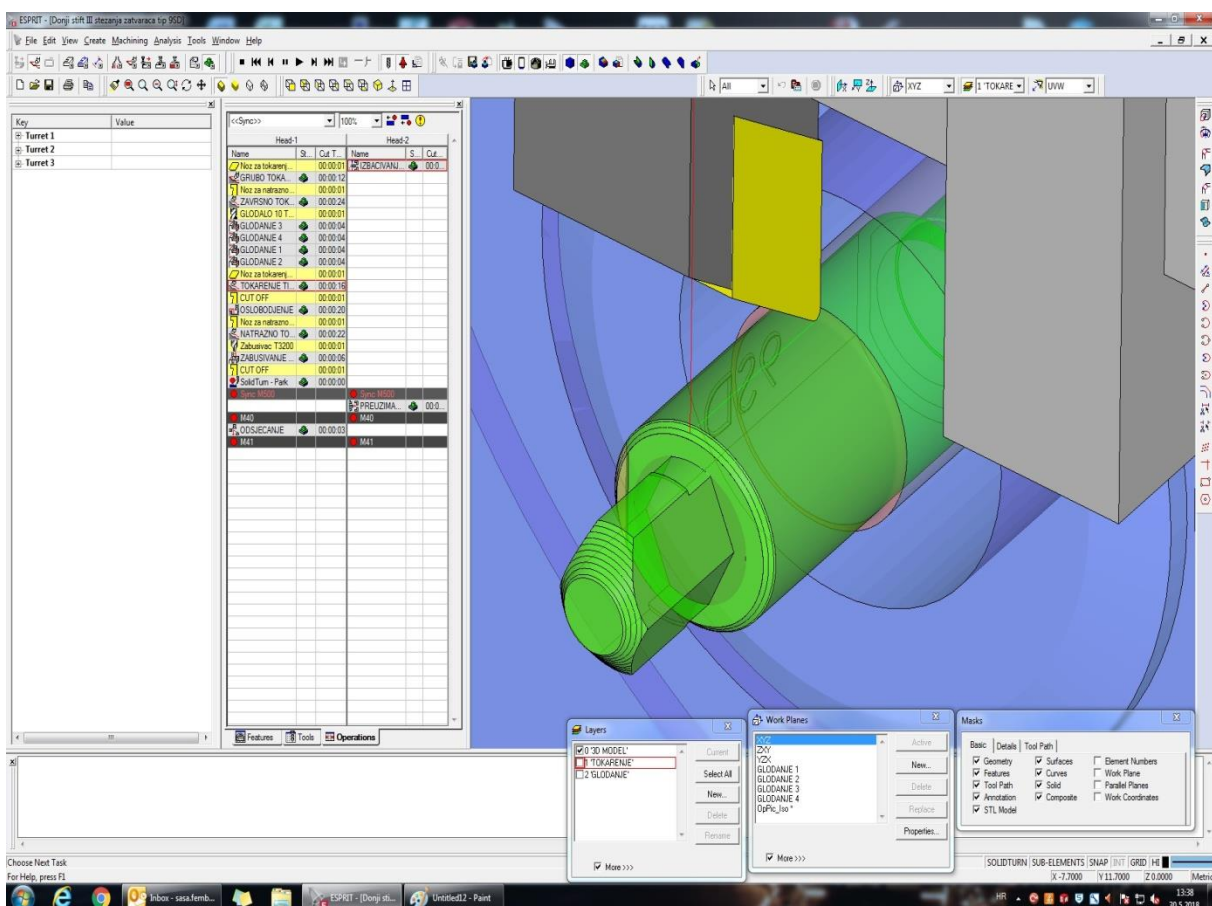 ESPRIT - [Donji stift III stezanja zatvaraca tip 9SD]
File Edit View Create Machining Analysis Tools Window Help
All
XYZ
1 'TOKARE
UVW
Key Value
Turret 1
Turret 2
Turret 3
<<Sync>> 100%
Head-1 Head-2
Name St... Cut T... Name S... Cut...
Noz za tokarenj... 00:00:01 IZBACIVANJ... 00:0...
GRUBO TOKA... 00:00:12
Noz za natrazno... 00:00:01
ZAVRSNO TOK... 00:00:24
GLODALO 10 T... 00:00:01
GLODANJE 3 00:00:04
GLODANJE 4 00:00:04
GLODANJE 1 00:00:04
GLODANJE 2 00:00:04
Noz za tokarenj... 00:00:01
TOKARENJE TI... 00:00:16
CUT OFF 00:00:01
OSLOBODJENJE 00:00:20
Noz za natrazno... 00:00:01
NATRAZNO TO... 00:00:22
Zabusivac T3200 00:00:01
ZABUSIVANJE ... 00:00:06
CUT OFF 00:00:01
SolidTurn - Park 00:00:00
Sync M500 Sync M500
PREUZIMA... 00:0...
M40 M40
ODSJECANJE 00:00:03
M41 M41
Features Tools Operations
Layers
0 '3D MODEL'
1 'TOKARENJE'
2 'GLODANJE'
Current
Select All
New...
Delete
Rename
More >>>
Work Planes
XYZ
ZXY
YZX
GLODANJE 1
GLODANJE 2
GLODANJE 3
GLODANJE 4
OpPic_Iso *
Active
New...
Delete
Replace
Properties...
More >>>
Masks
Basic Details Tool Path
Geometry Surfaces Element Numbers
Features Curves Work Plane
Tool Path Solid Parallel Planes
Annotation Composite Work Coordinates
STL Model
Choose Next Task
SOLIDTURN SUB-ELEMENTS SNAP INT GRID HI
For Help, press F1
X -7.7000 Y 11.7000 Z 0.0000 Metric
Inbox - sasa.femb...
ESPRIT - [Donji sti...
Untitled12 - Paint
HR
13:38
30.5.2018